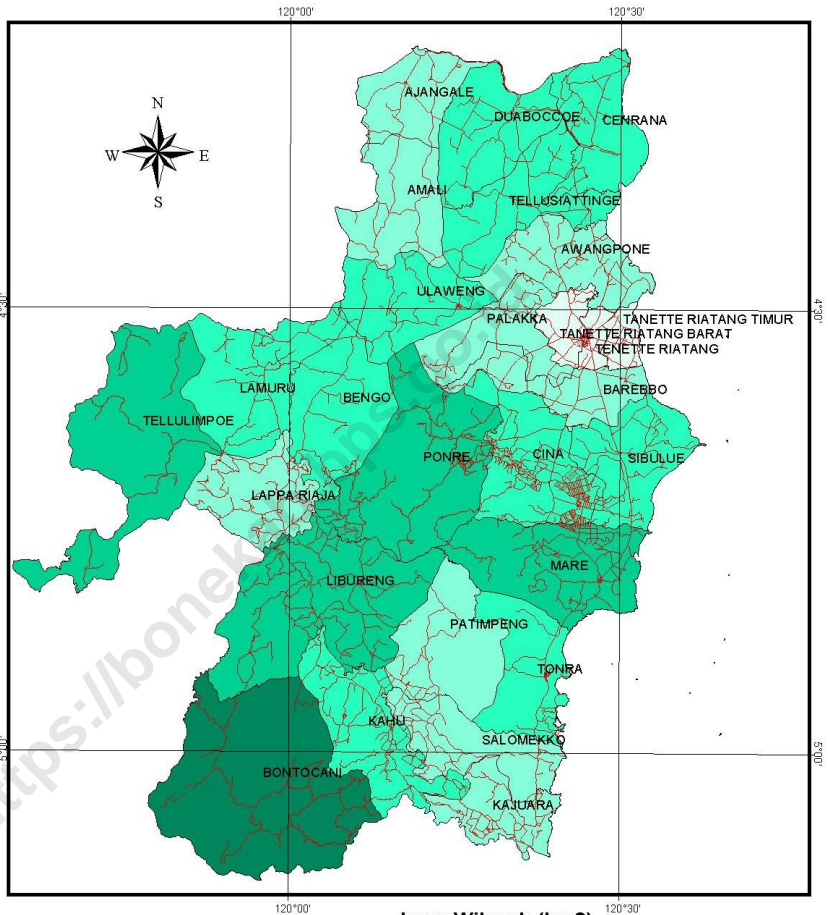 120°00'
120°30'
N
W
E
S
AJANGALE
DUABOCCOE
CENRANA
AMALI
TELLUSIATTINGE
AWANGPONE
ULAWENG
4°30'
4°30'
PALAKKA
TANETTE RIATANG TIMUR
TANETTE RIATANG BARAT
TENETTE RIATANG
LAMURU
BENGO
BAREBBO
TELLULIMPOE
PONRE
CINA
SIBULUE
LAPPA RIAJA
LIBURENG
MARE
PATIMPENG
TONRA
KAHU
SALOMEKKO
5°00'
5°00'
BONTOCANI
KAJUARA
120°00'
120°30'